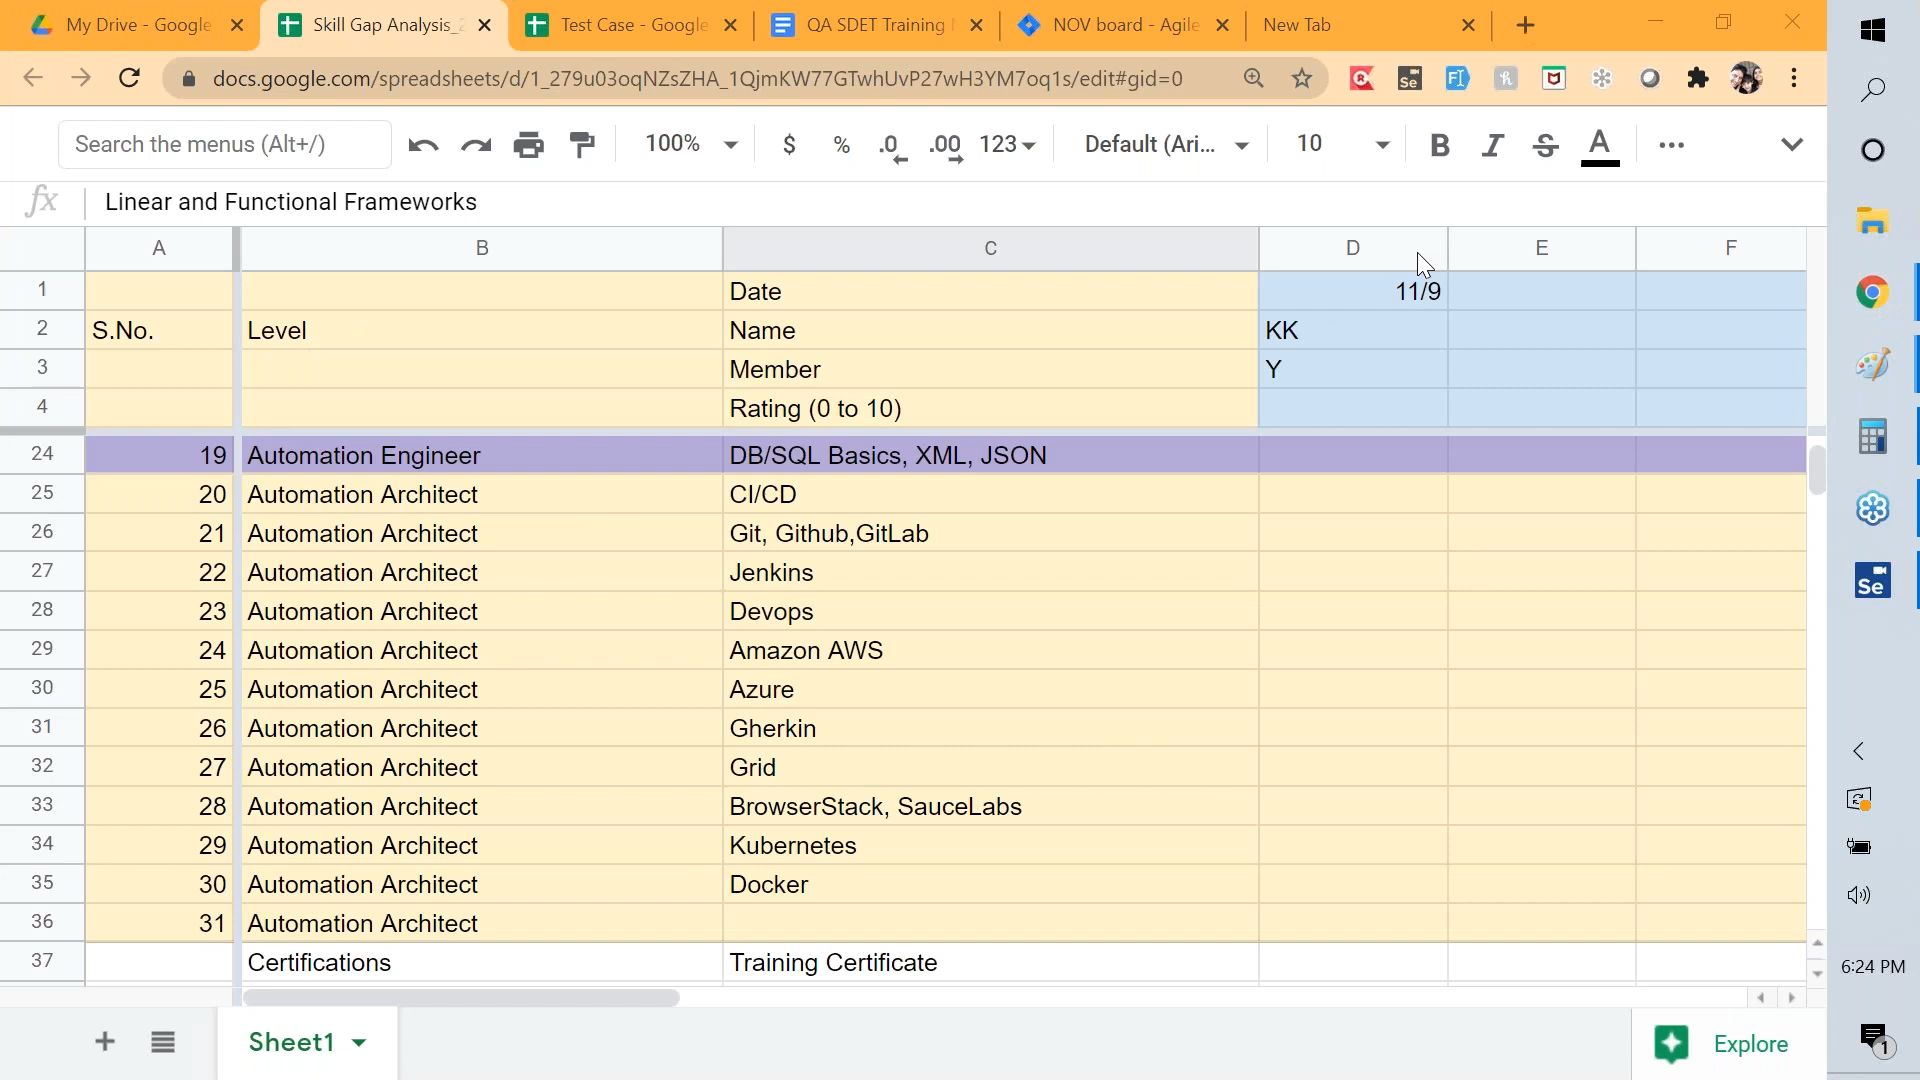 My Drive - Google
Skill Gap Analysis_2
Test Case - Google
QA SDET Training
NOV board - Agile
New Tab
docs.google.com/spreadsheets/d/1_279u03oqNZsZHA_1QjmKW77GTwhUvP27wH3YM7oq1s/edit#gid=0
Search the menus (Alt+/)
100%
$ % .0 .00 123
Default (Ari...
10
B I S A
fx Linear and Functional Frameworks
A B C D E F
1 Date 11/9
2 S.No. Level Name KK
3 Member Y
4 Rating (0 to 10)
24 19 Automation Engineer DB/SQL Basics, XML, JSON
25 20 Automation Architect CI/CD
26 21 Automation Architect Git, Github,GitLab
27 22 Automation Architect Jenkins
28 23 Automation Architect Devops
29 24 Automation Architect Amazon AWS
30 25 Automation Architect Azure
31 26 Automation Architect Gherkin
32 27 Automation Architect Grid
33 28 Automation Architect BrowserStack, SauceLabs
34 29 Automation Architect Kubernetes
35 30 Automation Architect Docker
36 31 Automation Architect
37 Certifications Training Certificate
Sheet1
Explore
Se
6:24 PM
1